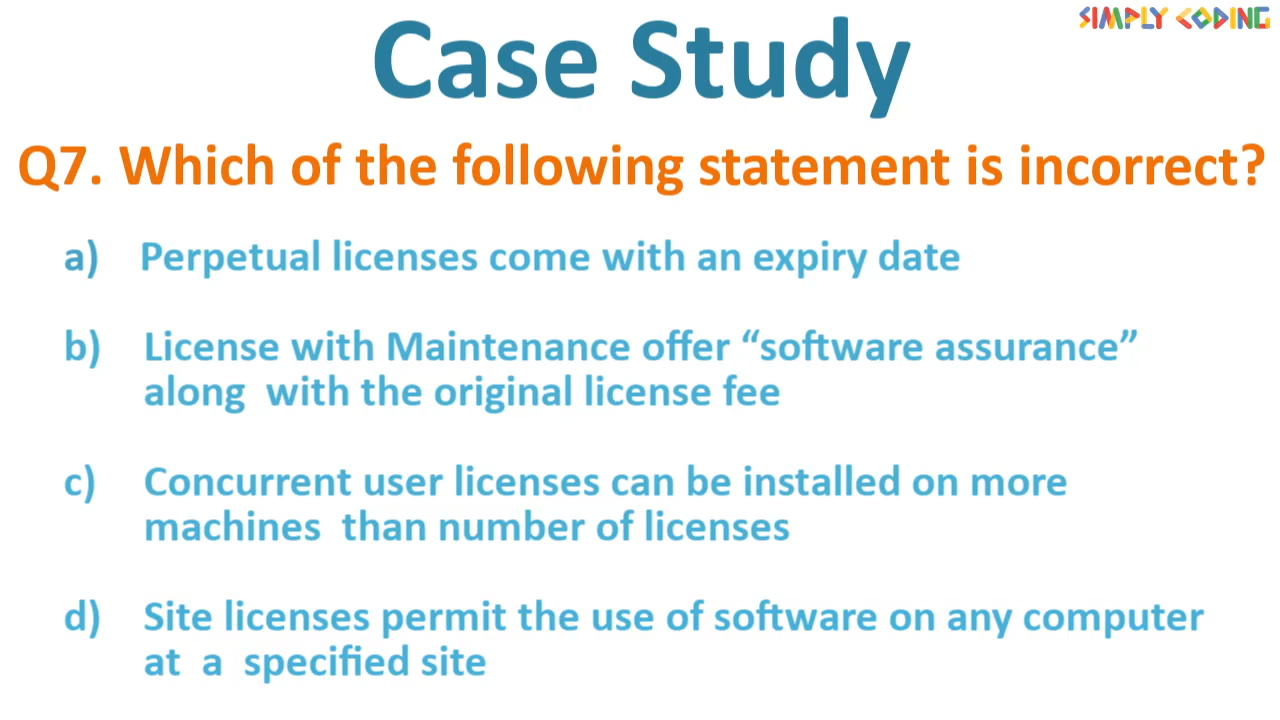 SIMPLY CODING
Case Study
Q7. Which of the following statement is incorrect?
a) Perpetual licenses come with an expiry date
b) License with Maintenance offer “software assurance”
along with the original license fee
c) Concurrent user licenses can be installed on more
machines than number of licenses
d) Site licenses permit the use of software on any computer
at a specified site